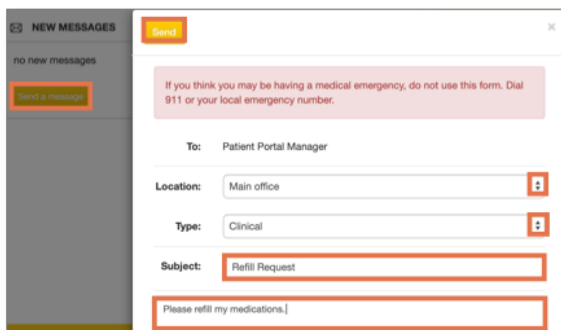 NEW MESSAGES
no new messages
Send a message
Send
×
If you think you may be having a medical emergency, do not use this form. Dial
911 or your local emergency number.
To: Patient Portal Manager
Location: Main office
Type: Clinical
Subject: Refill Request
Please refill my medications.